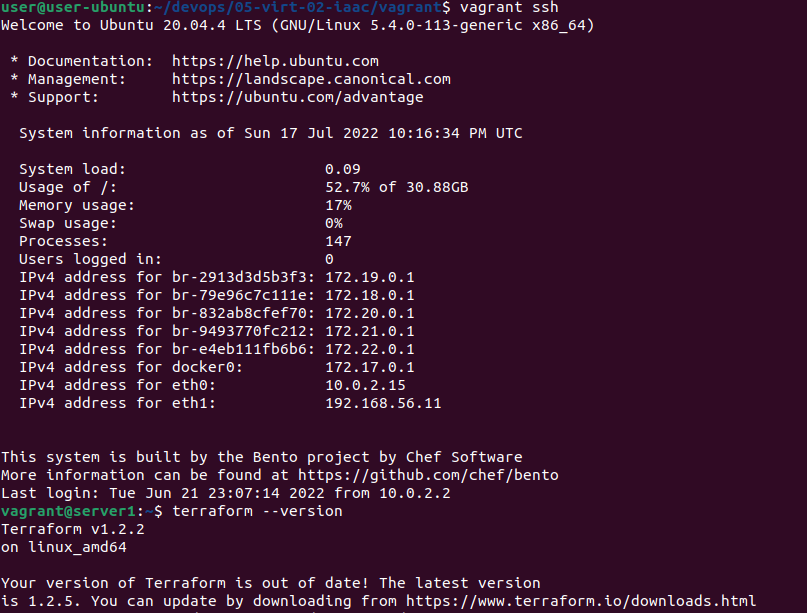 user@user-ubuntu:~/devops/05-virt-02-iaac/vagrant$ vagrant ssh
Welcome to Ubuntu 20.04.4 LTS (GNU/Linux 5.4.0-113-generic x86_64)
* Documentation: https://help.ubuntu.com
* Management: https://landscape.canonical.com
* Support: https://ubuntu.com/advantage
System information as of Sun 17 Jul 2022 10:16:34 PM UTC
System load: 0.09
Usage of /: 52.7% of 30.88GB
Memory usage: 17%
Swap usage: 0%
Processes: 147
Users logged in: 0
IPv4 address for br-2913d3d5b3f3: 172.19.0.1
IPv4 address for br-79e96c7c111e: 172.18.0.1
IPv4 address for br-832ab8cfef70: 172.20.0.1
IPv4 address for br-9493770fc212: 172.21.0.1
IPv4 address for br-e4eb111fb6b6: 172.22.0.1
IPv4 address for docker0: 172.17.0.1
IPv4 address for eth0: 10.0.2.15
IPv4 address for eth1: 192.168.56.11
This system is built by the Bento project by Chef Software
More information can be found at https://github.com/chef/bento
Last login: Tue Jun 21 23:07:14 2022 from 10.0.2.2
vagrant@server1:~$ terraform --version
Terraform v1.2.2
on linux_amd64
Your version of Terraform is out of date! The latest version
is 1.2.5. You can update by downloading from https://www.terraform.io/downloads.html